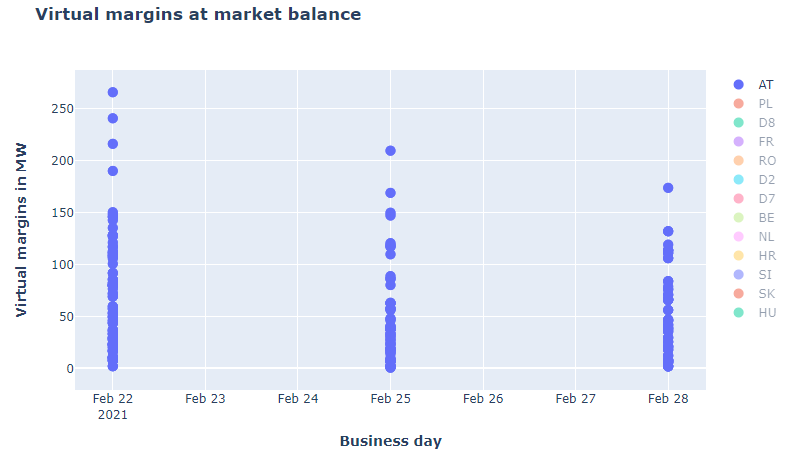 Virtual margins at market balance
Virtual margins in MW
250
200
150
100
50
0
Feb 22
2021
Feb 23
Feb 24
Feb 25
Feb 26
Feb 27
Feb 28
Business day
AT
PL
D8
FR
RO
D2
D7
BE
NL
HR
SI
SK
HU